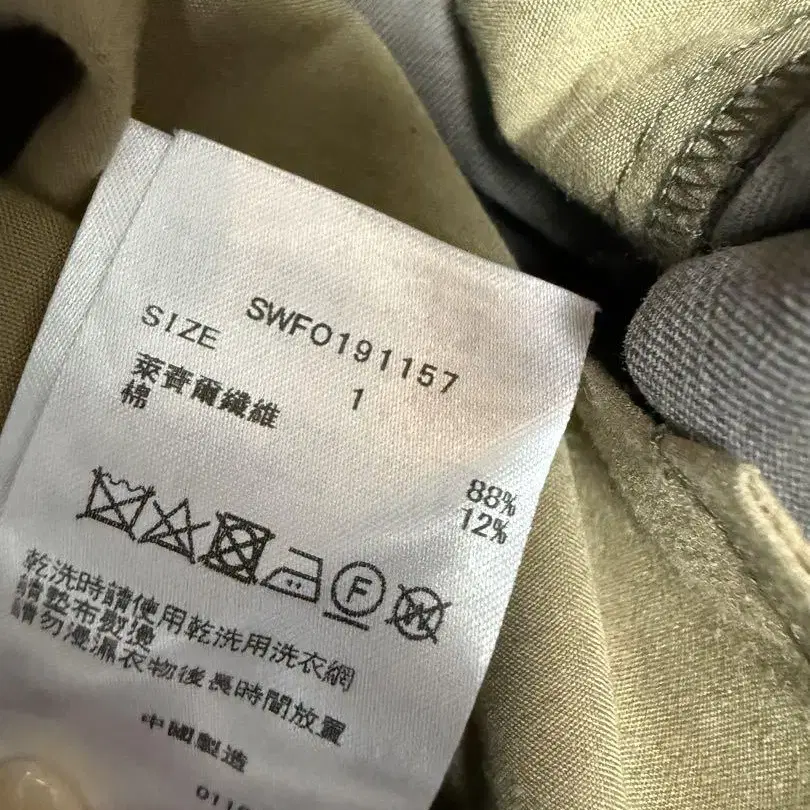 SWF0191157
SIZE 1
萊賽爾纖維 88%
棉 12%
F
W
乾洗時請使用乾洗用洗衣網
請墊布熨燙
請勿浸濕衣物後長時間放置
中國製造